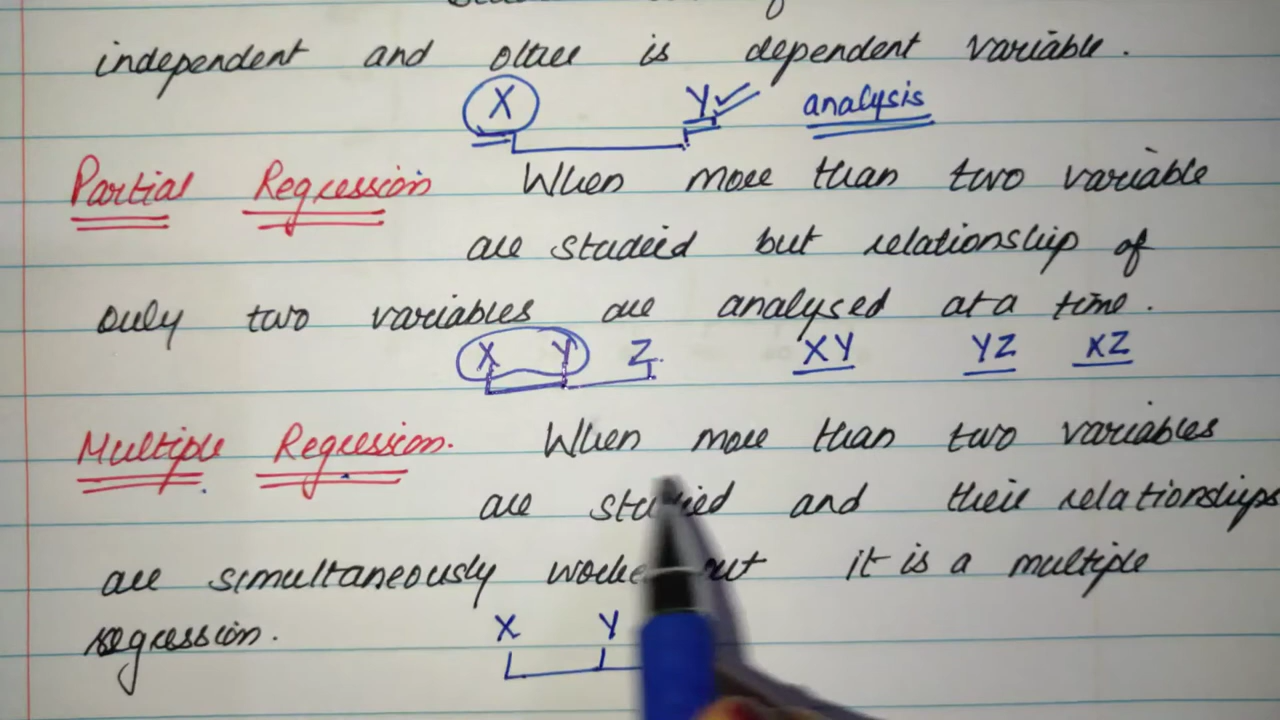 independent and other is dependent variable.
X Y analysis
Partial Regression When more than two variable
are studied but relationship of
only two variables are analysed at a time.
X Y Z. XY YZ XZ
Multiple Regression. When more than two variables
are studied and their relationships
are simultaneously out it is a multiple
regression.
X Y